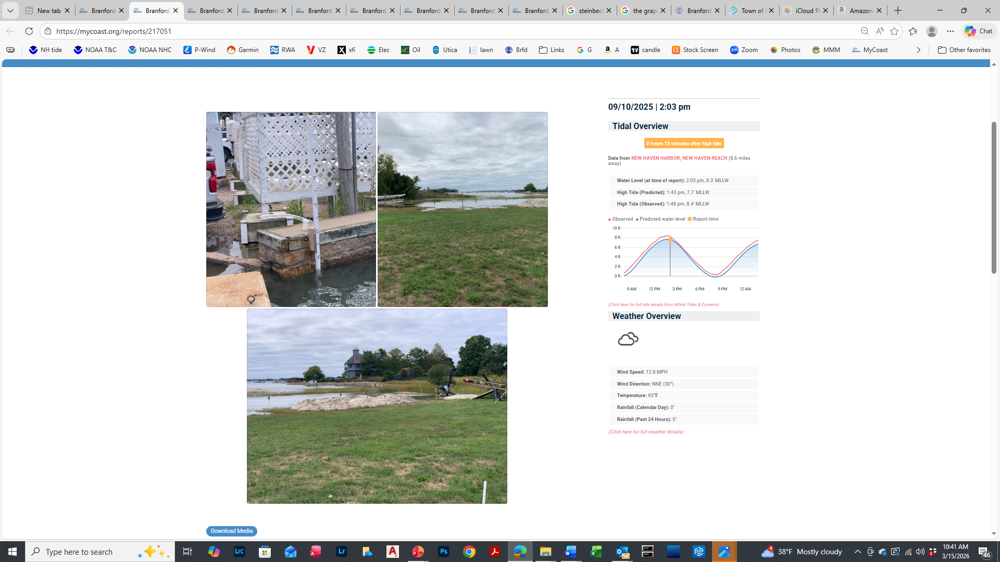 New tab
Branford
Branford
Branford
Branford
Branford
Branford
Branford
Branford
Branford
steinbec
the grape
Branford
Town of
iCloud P
Amazon.
https://mycoast.org/reports/217051
Chat
NH tide
NOAA T&C
NOAA NHC
P-Wind
Garmin
RWA
VZ
xfi
Elec
Oil
Utica
lawn
Brfd
Links
G
A
candle
Stock Screen
Zoom
Photos
MMM
MyCoast
Other favorites
09/10/2025 | 2:03 pm
Tidal Overview
0 hours 15 minutes after high tide
Data from NEW HAVEN HARBOR, NEW HAVEN REACH (8.6 miles
away)
Water Level (at time of report): 2:03 pm, 8.3' MLLW
High Tide (Predicted): 1:43 pm, 7.7' MLLW
High Tide (Observed): 1:48 pm, 8.4' MLLW
Observed Predicted water level Report time
10 ft
8 ft
6 ft
4 ft
2 ft
0 ft
9 AM 12 PM 3 PM 6 PM 9 PM 12 AM
(Click here for full tide details from NOAA Tides & Currents)
Weather Overview
Wind Speed: 12.8 MPH
Wind Direction: NNE (30°)
Temperature: 63°F
Rainfall (Calendar Day): 0"
Rainfall (Past 24 Hours): 0"
(Click here for full weather details)
Download Media
Type here to search
LrC
Lr
Ps
4
38°F Mostly cloudy
3
10:41 AM
3/15/2026
46